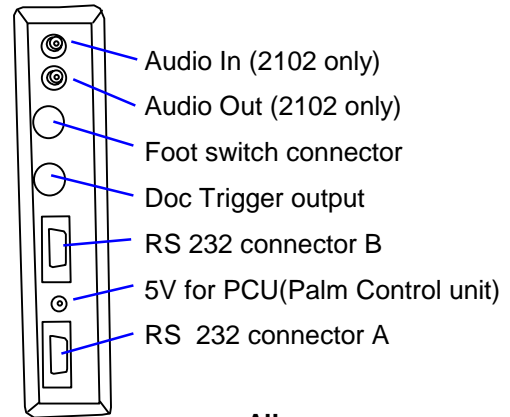 Audio In (2102 only)
Audio Out (2102 only)
Foot switch connector
Doc Trigger output
RS 232 connector B
5V for PCU(Palm Control unit)
RS 232 connector A